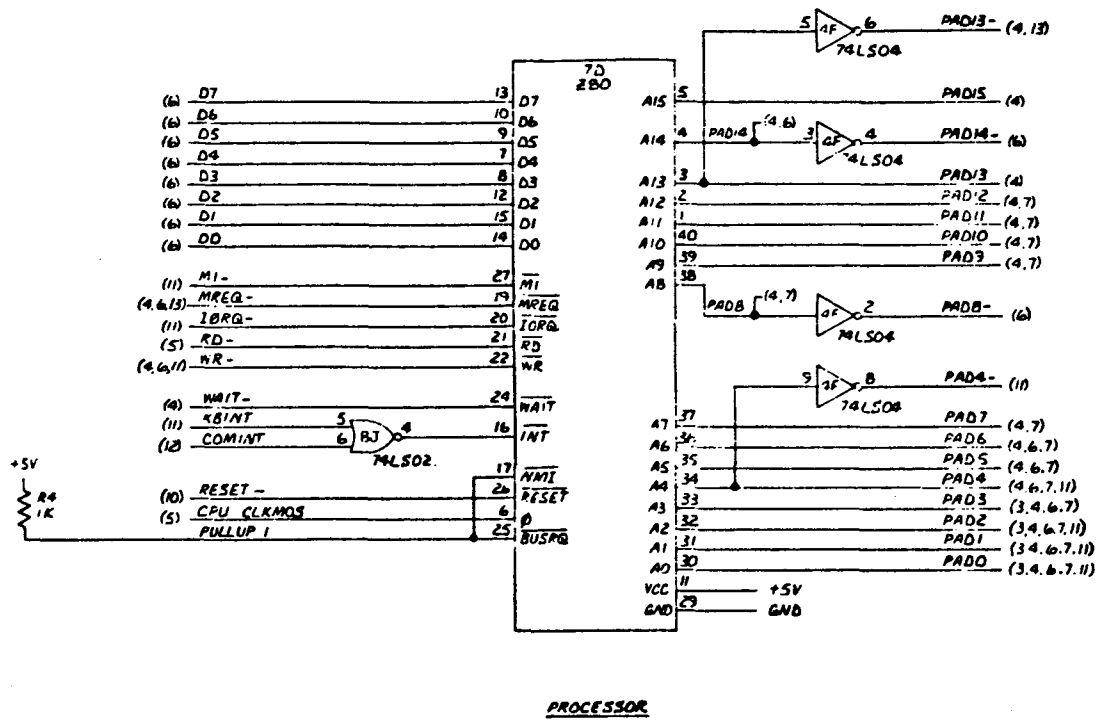 5 4F 6 PAD13- (4,13)
74LS04
7D
Z80
(6) D7 13 D7 A15 5 PAD15 (4)
(6) D6 10 D6
(6) D5 9 D5 A14 4 PAD14 (4,6) 3 4F 4 PAD14- (6)
74LS04
(6) D4 7 D4
(6) D3 8 D3 A13 3 PAD13 (4)
(6) D2 12 D2 A12 2 PAD12 (4,7)
(6) D1 15 D1 A11 1 PAD11 (4,7)
(6) D0 14 D0 A10 40 PAD10 (4,7)
A9 39 PAD9 (4,7)
(11) M1- 27 M1 A8 38
(4,6,13) MREQ- 19 MREQ PAD8 (4,7) 4F 2 PAD8- (6)
74LS04
(11) IORQ- 20 IORQ
(5) RD- 21 RD
(4,6,11) WR- 22 WR
9 4F 8 PAD4- (11)
74LS04
(4) WAIT- 24 WAIT
(11) KBINT 5 A7 37 PAD7 (4,7)
8J 4 16 INT
(12) COMINT 6 A6 36 PAD6 (4,6,7)
74LS02
A5 35 PAD5 (4,6,7)
+5V 17 NMI A4 34 PAD4 (4,6,7,11)
R4
1K
(10) RESET- 26 RESET A3 33 PAD3 (3,4,6,7)
(5) CPU CLKMOS 6 Ø A2 32 PAD2 (3,4,6,7,11)
PULLUP 1 25 BUSRQ A1 31 PAD1 (3,4,6,7,11)
A0 30 PAD0 (3,4,6,7,11)
VCC 11 +5V
GND 29 GND
PROCESSOR